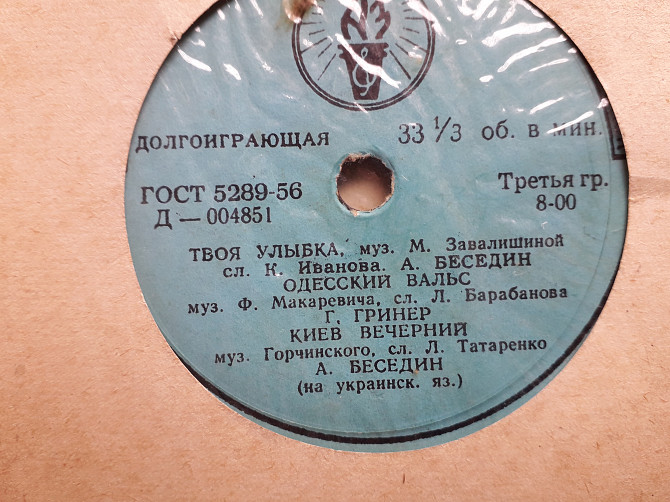 ДОЛГОИГРАЮЩАЯ 33 1/3 об. в мин.
ГОСТ 5289-56 Третья гр.
Д — 004851 8-00
ТВОЯ УЛЫБКА, муз. М. Завалишиной
сл. К. Иванова. А. БЕСЕДИН
ОДЕССКИЙ ВАЛЬС
муз. Ф. Макаревича, сл. Л. Барабанова
Г. ГРИНЕР
КИЕВ ВЕЧЕРНИЙ
муз. Горчинского, сл. Л. Татаренко
А. БЕСЕДИН
(на украинск. яз.)